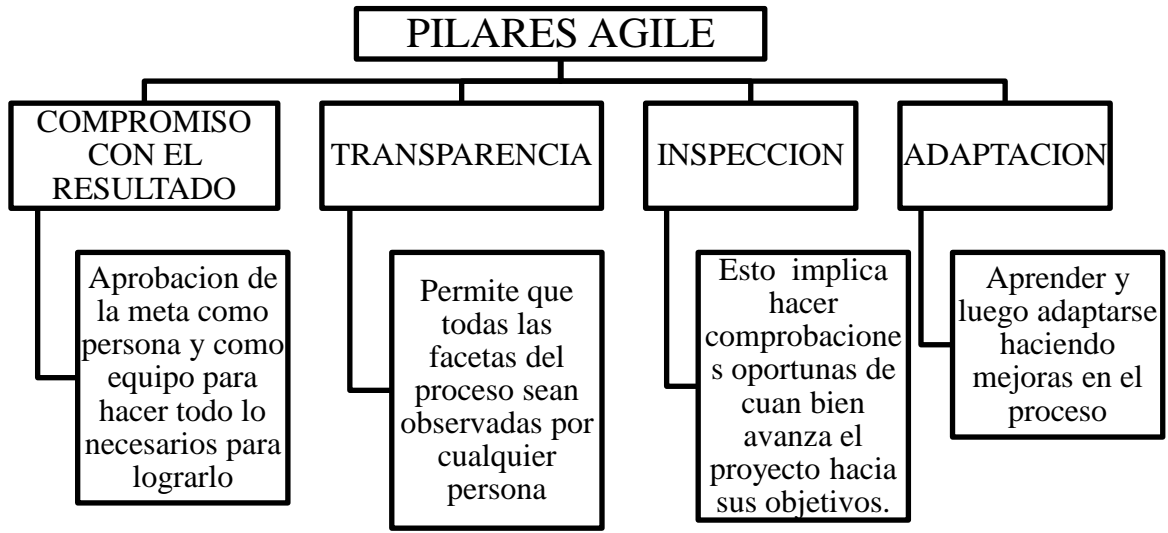 PILARES AGILE
COMPROMISO
CON EL
RESULTADO
TRANSPARENCIA
INSPECCION
ADAPTACION
Aprobacion de
la meta como
persona y como
equipo para
hacer todo lo
necesarios para
lograrlo
Permite que
todas las
facetas del
proceso sean
observadas por
cualquier
persona
Esto implica
hacer
comprobacione
s oportunas de
cuan bien
avanza el
proyecto hacia
sus objetivos.
Aprender y
luego adaptarse
haciendo
mejoras en el
proceso